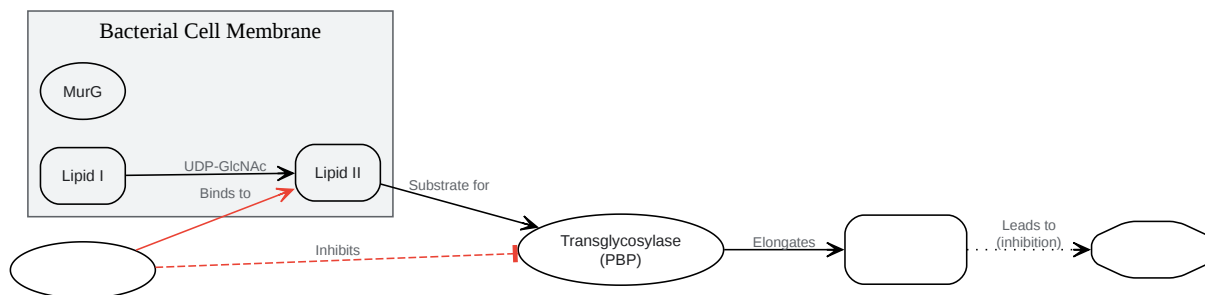 Bacterial Cell Membrane
MurG
Lipid I
UDP-GlcNAc
Lipid II
Binds to
Substrate for
Inhibits
Transglycosylase
(PBP)
Elongates
Leads to
(inhibition)